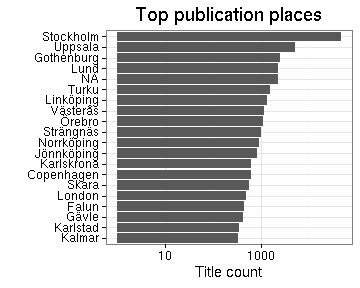 Top publication places
Stockholm
Uppsala
Gothenburg
Lund
NA
Turku
Linköping
Västerås
Örebro
Strängnäs
Norrköping
Jönnköping
Karlskrona
Copenhagen
Skara
London
Falun
Gävle
Karlstad
Kalmar
10 1000
Title count